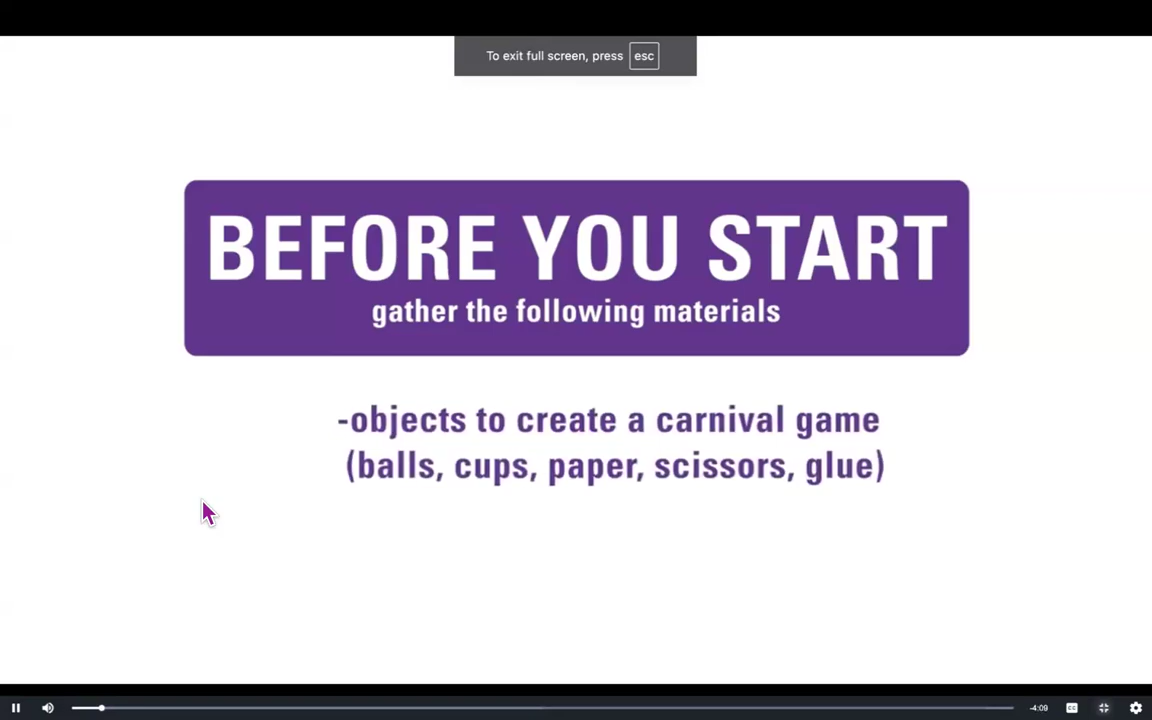 To exit full screen, press esc
BEFORE YOU START
gather the following materials
-objects to create a carnival game
(balls, cups, paper, scissors, glue)
-4:09 CC